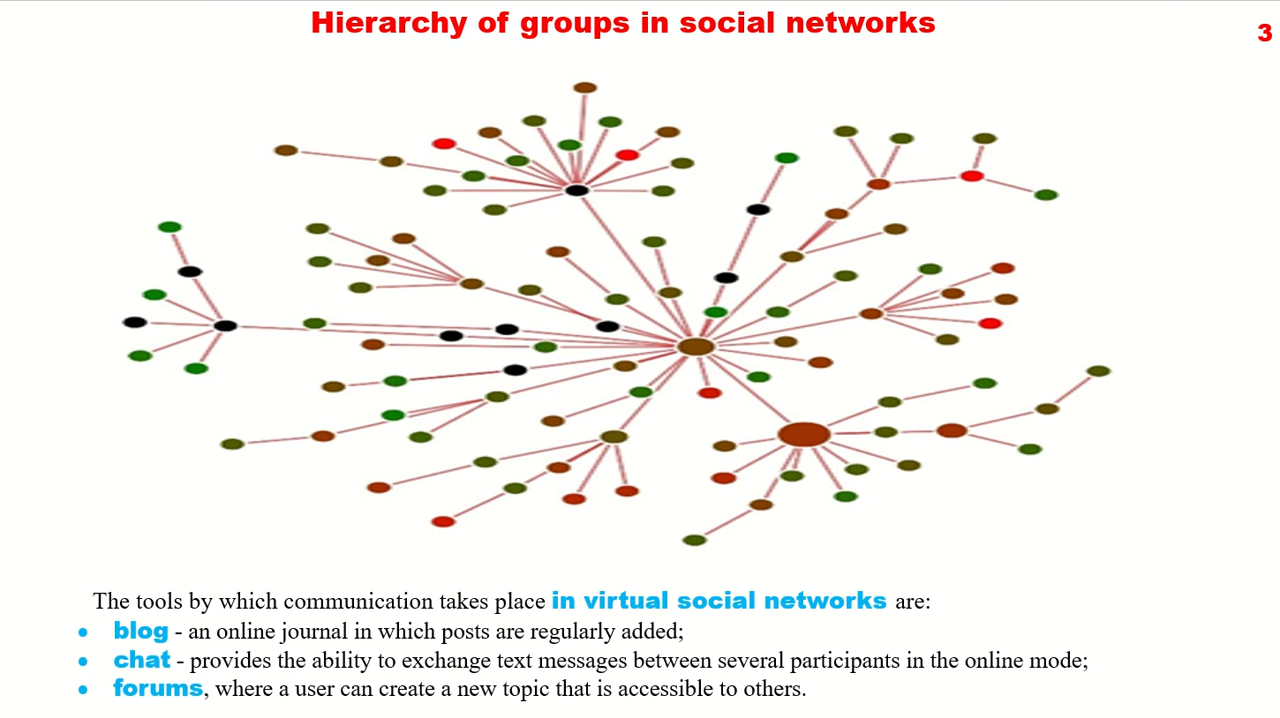 Hierarchy of groups in social networks
3
The tools by which communication takes place in virtual social networks are:
• blog - an online journal in which posts are regularly added;
• chat - provides the ability to exchange text messages between several participants in the online mode;
• forums, where a user can create a new topic that is accessible to others.